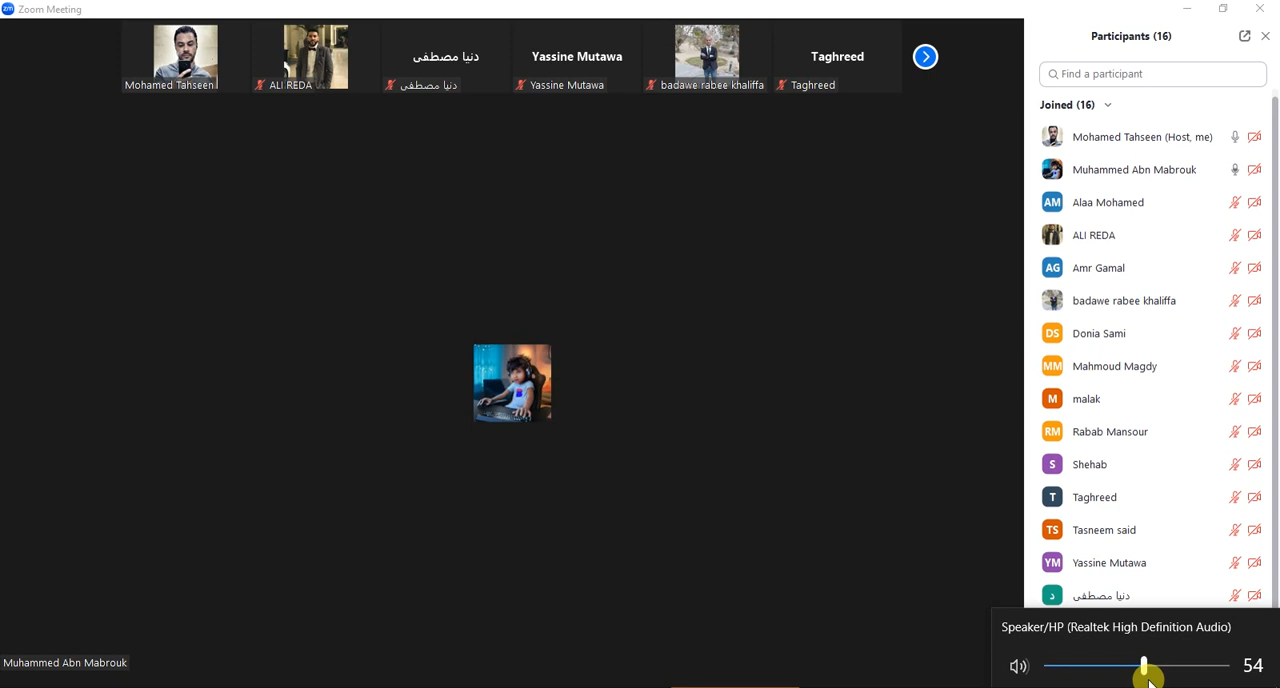 Zoom Meeting
Mohamed Tahseen
ALI REDA
دنيا مصطفى
دنيا مصطفى
Yassine Mutawa
Yassine Mutawa
badawe rabee khaliffa
Taghreed
Taghreed
Muhammed Abn Mabrouk
Participants (16)
Find a participant
Joined (16)
Mohamed Tahseen (Host, me)
Muhammed Abn Mabrouk
AM Alaa Mohamed
ALI REDA
AG Amr Gamal
badawe rabee khaliffa
DS Donia Sami
MM Mahmoud Magdy
M malak
RM Rabab Mansour
S Shehab
T Taghreed
TS Tasneem said
YM Yassine Mutawa
د دنيا مصطفى
Speaker/HP (Realtek High Definition Audio)
54